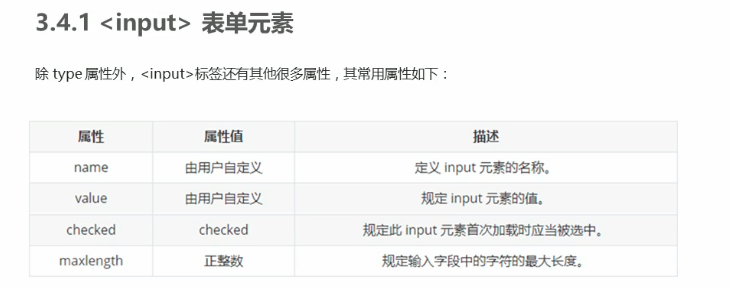 3.4.1 <input> 表单元素
除 type 属性外，<input>标签还有其他很多属性，其常用属性如下：
属性 属性值 描述
name 由用户自定义 定义 input 元素的名称。
value 由用户自定义 规定 input 元素的值。
checked checked 规定此 input 元素首次加载时应当被选中。
maxlength 正整数 规定输入字段中的字符的最大长度。